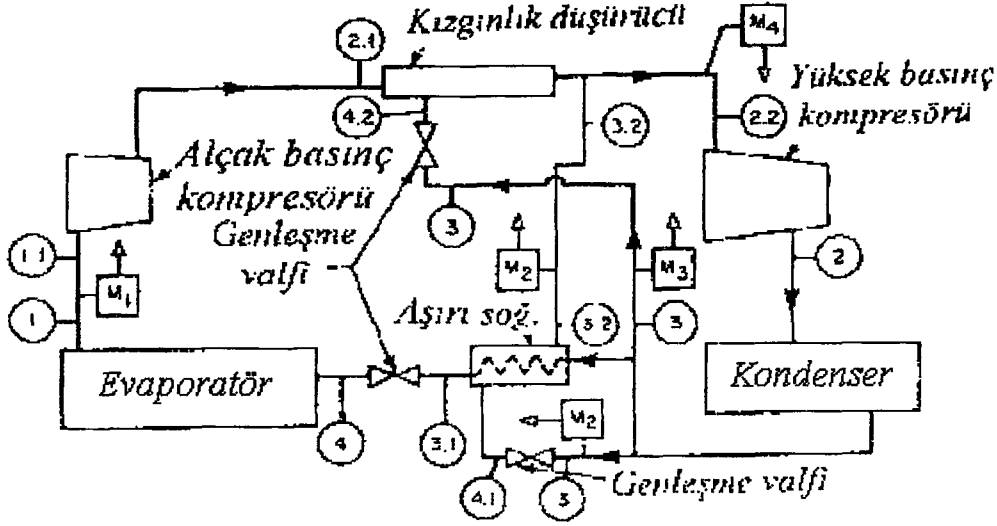 Kızgınlık düşürücü
M4
2.1
Yüksek basınç
kompresörü
4.2
3.2
2.2
Alçak basınç
kompresörü
3
Genleşme
valfi
1.1
M1
M2
M3
2
1
Aşırı soğ.
3.2
3
Evaporatör
Kondenser
4
3.1
M2
4.1
3
Genleşme valfi